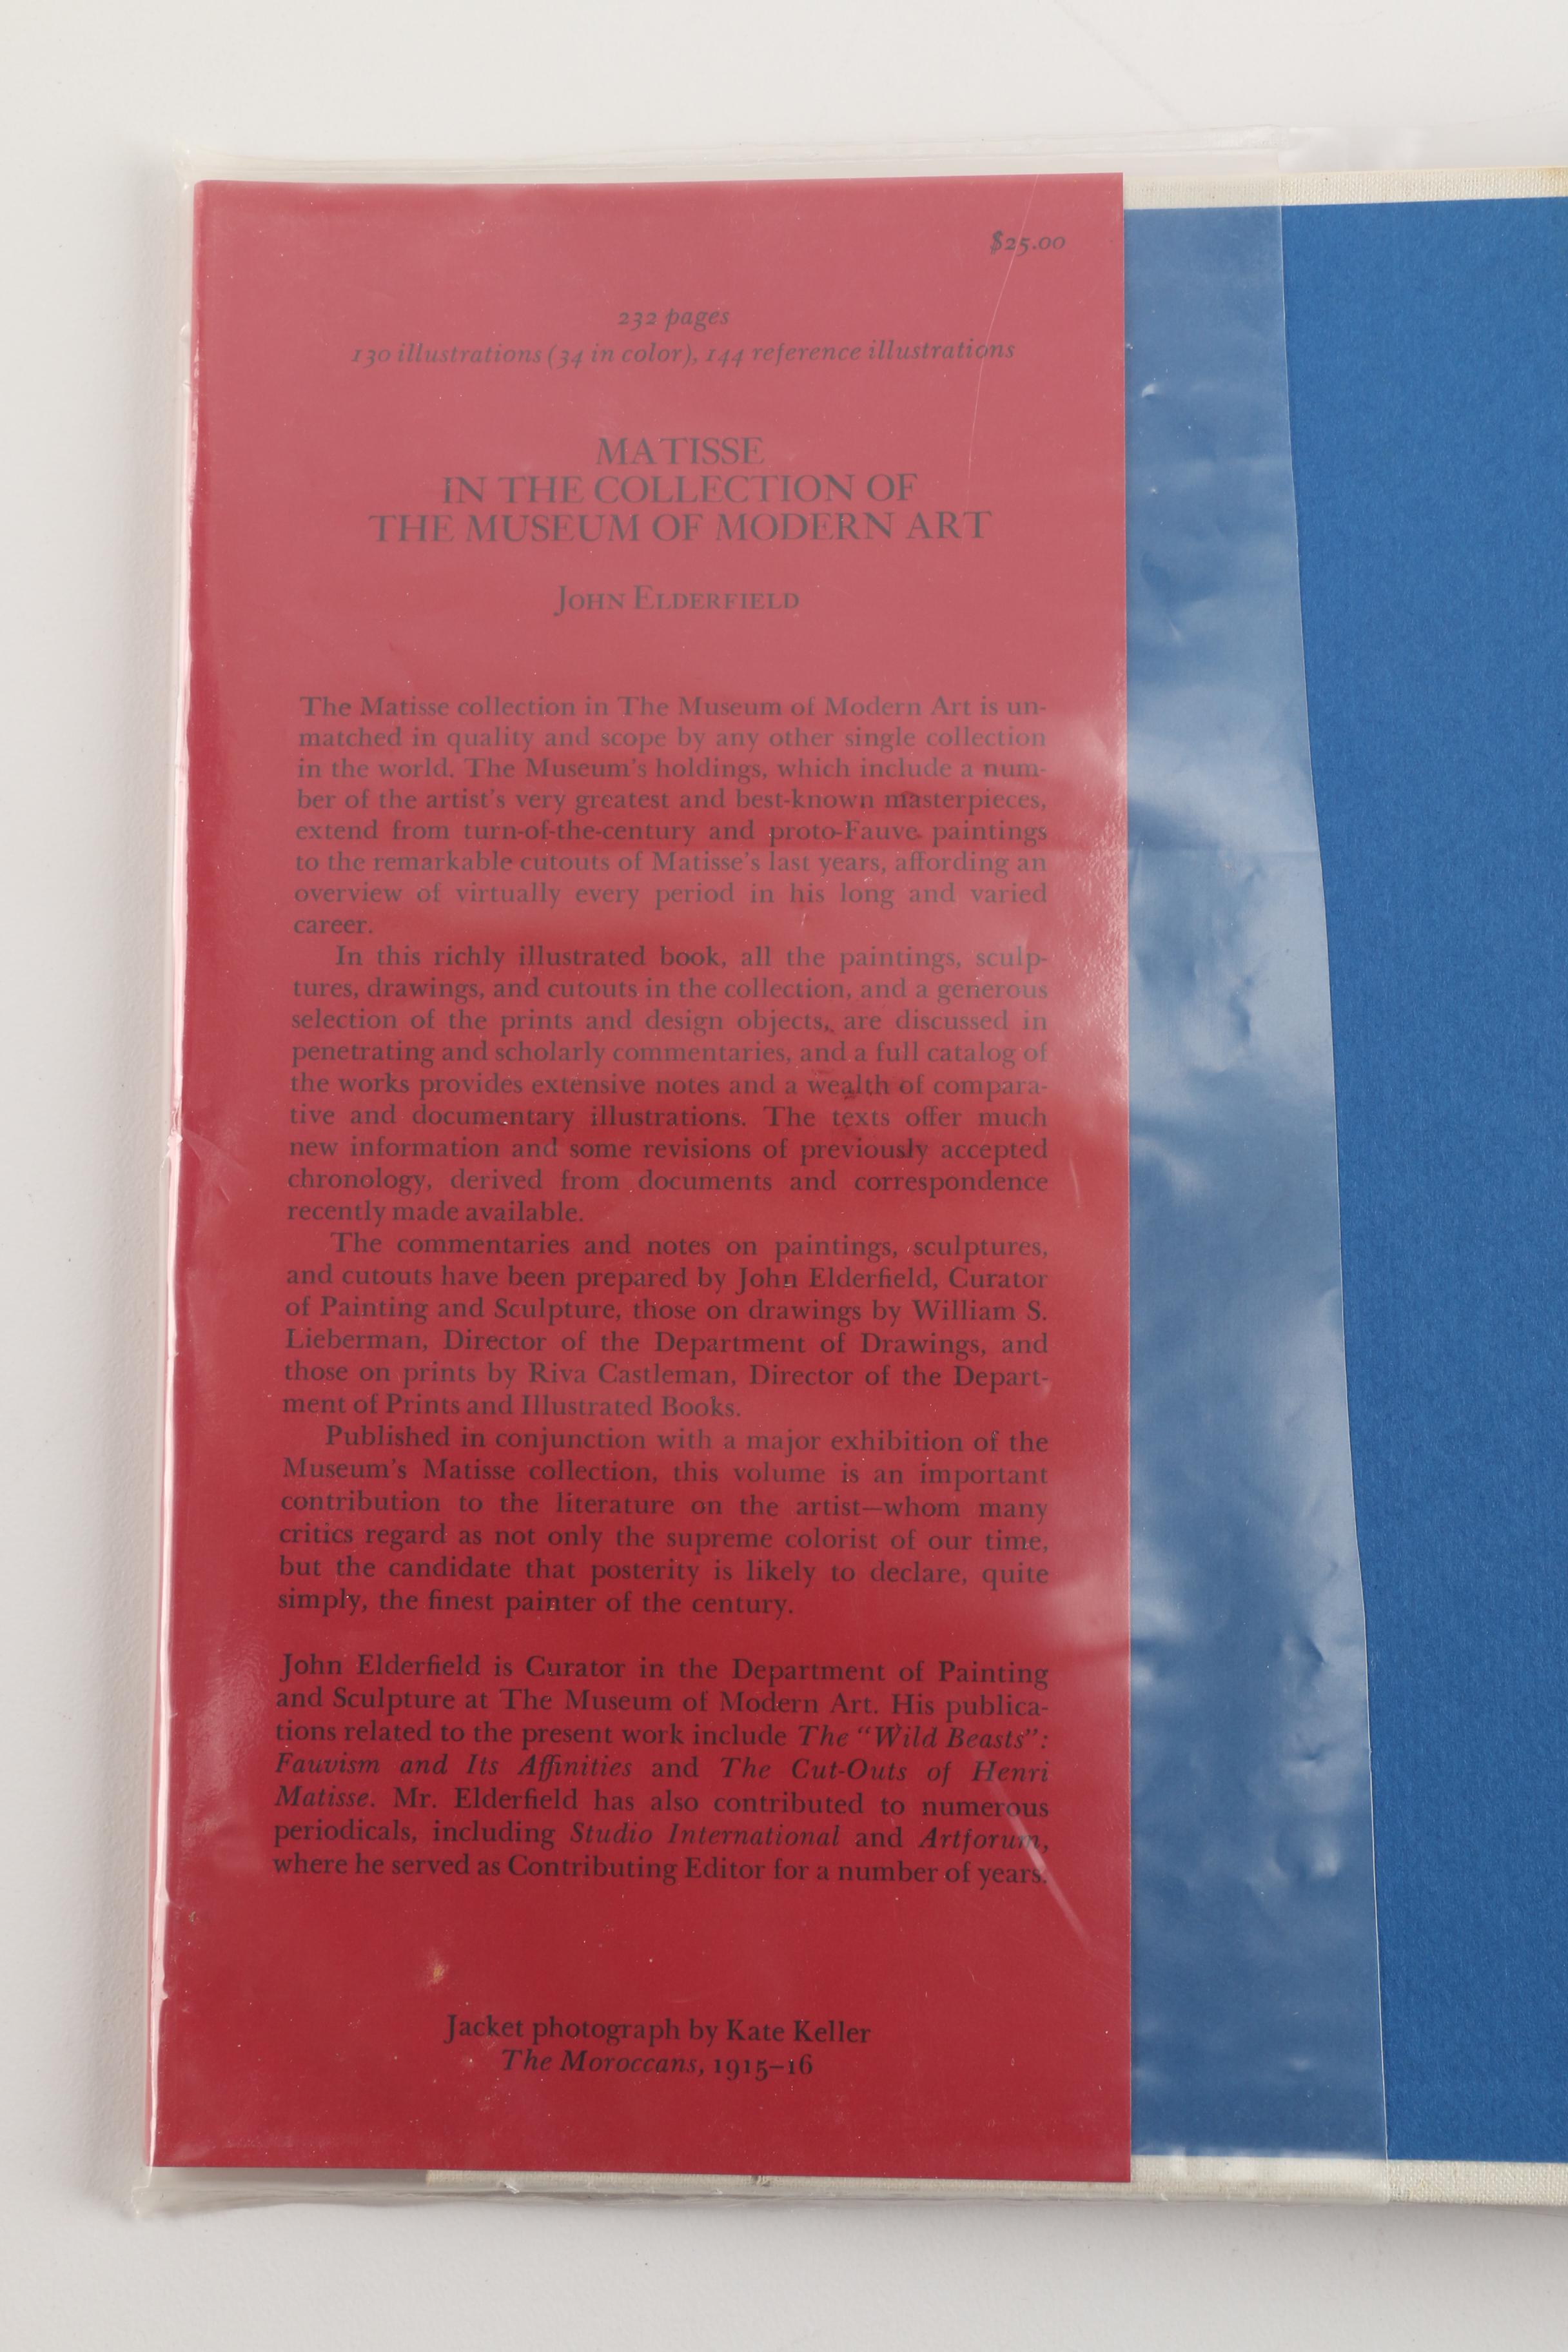 $25.00
232 pages
130 illustrations (34 in color), 144 reference illustrations
MATISSE
IN THE COLLECTION OF
THE MUSEUM OF MODERN ART
JOHN ELDERFIELD
The Matisse collection in The Museum of Modern Art is un-
matched in quality and scope by any other single collection
in the world. The Museum's holdings, which include a num-
ber of the artist's very greatest and best-known masterpieces,
extend from turn-of-the-century and proto-Fauve paintings
to the remarkable cutouts of Matisse's last years, affording an
overview of virtually every period in his long and varied
career.
In this richly illustrated book, all the paintings, sculp-
tures, drawings, and cutouts in the collection, and a generous
selection of the prints and design objects, are discussed in
penetrating and scholarly commentaries, and a full catalog of
the works provides extensive notes and a wealth of compara-
tive and documentary illustrations. The texts offer much
new information and some revisions of previously accepted
chronology, derived from documents and correspondence
recently made available.
The commentaries and notes on paintings, sculptures,
and cutouts have been prepared by John Elderfield, Curator
of Painting and Sculpture, those on drawings by William S.
Lieberman, Director of the Department of Drawings, and
those on prints by Riva Castleman, Director of the Depart-
ment of Prints and Illustrated Books.
Published in conjunction with a major exhibition of the
Museum's Matisse collection, this volume is an important
contribution to the literature on the artist—whom many
critics regard as not only the supreme colorist of our time,
but the candidate that posterity is likely to declare, quite
simply, the finest painter of the century.
John Elderfield is Curator in the Department of Painting
and Sculpture at The Museum of Modern Art. His publica-
tions related to the present work include The "Wild Beasts":
Fauvism and Its Affinities and The Cut-Outs of Henri
Matisse. Mr. Elderfield has also contributed to numerous
periodicals, including Studio International and Artforum,
where he served as Contributing Editor for a number of years.
Jacket photograph by Kate Keller
The Moroccans, 1915–16